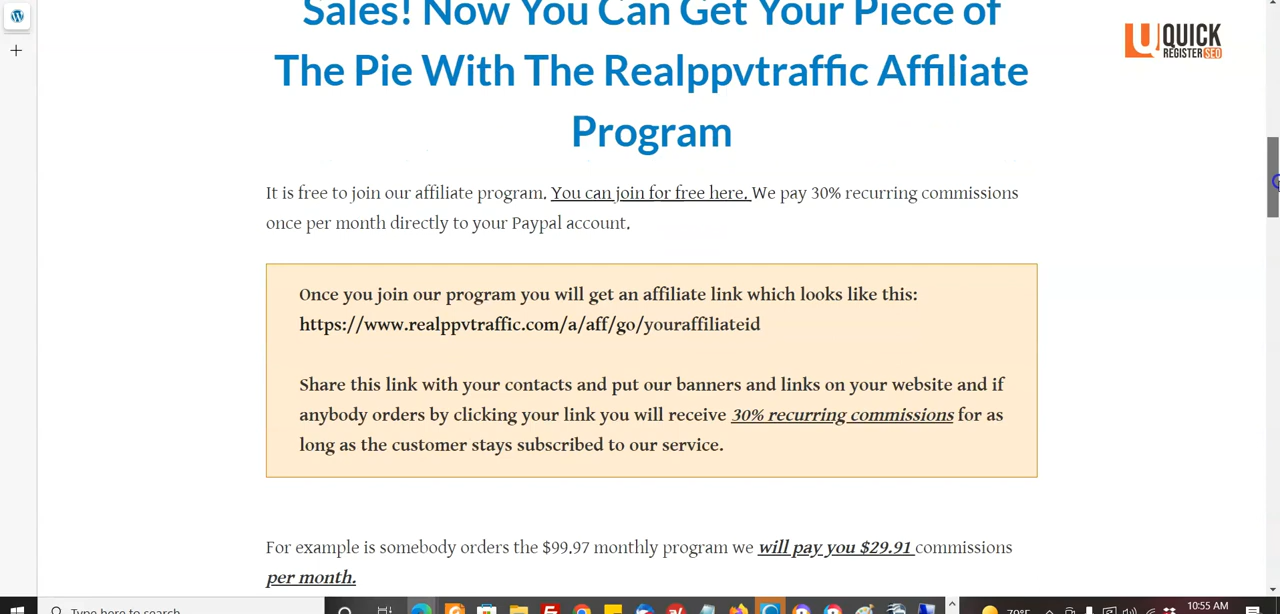 Sales! Now You Can Get Your Piece of
The Pie With The Realppvtraffic Affiliate
Program
QUICK
REGISTERSEO
It is free to join our affiliate program. You can join for free here. We pay 30% recurring commissions
once per month directly to your Paypal account.
Once you join our program you will get an affiliate link which looks like this:
https://www.realppvtraffic.com/a/aff/go/youraffiliateid
Share this link with your contacts and put our banners and links on your website and if
anybody orders by clicking your link you will receive 30% recurring commissions for as
long as the customer stays subscribed to our service.
For example is somebody orders the $99.97 monthly program we will pay you $29.91 commissions
per month.
Type here to search
70°F
10:55 AM